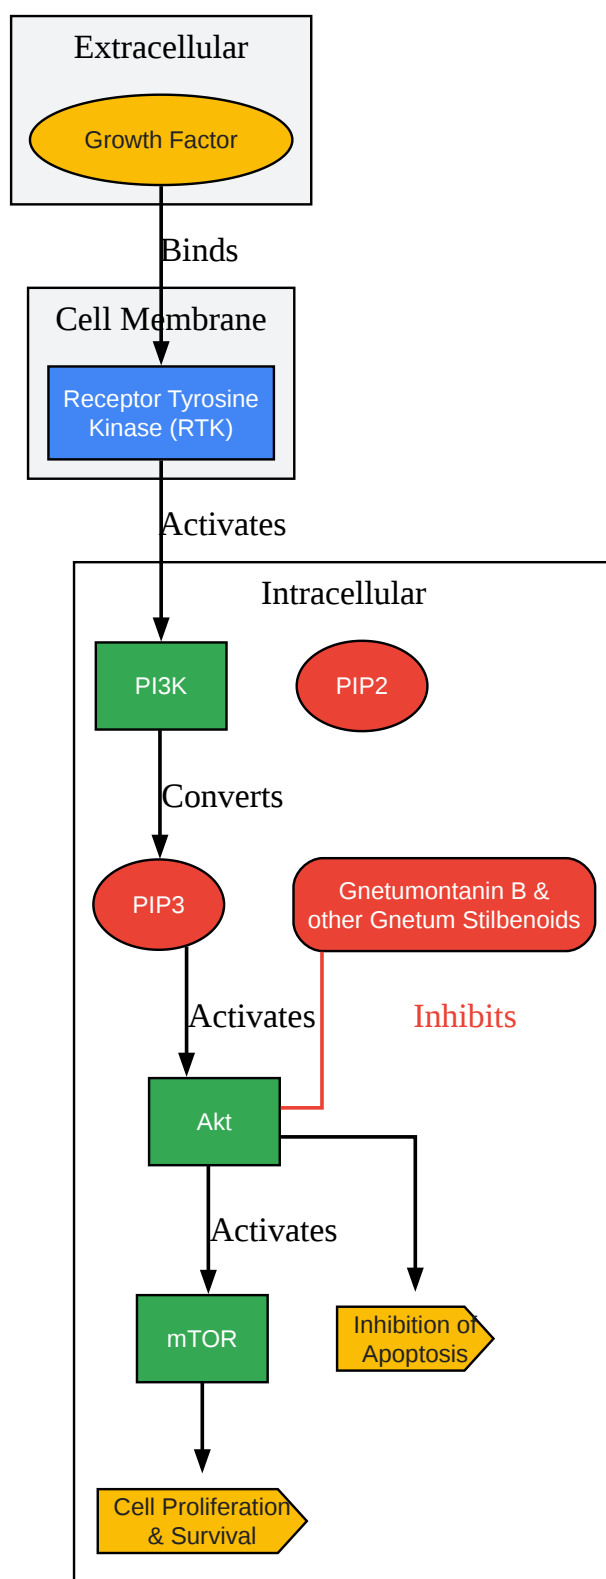 Extracellular
Growth Factor
Binds
Cell Membrane
Receptor Tyrosine
Kinase (RTK)
Activates
Intracellular
PI3K
PIP2
Converts
PIP3
Gnetumontanin B &
other Gnetum Stilbenoids
Activates
Inhibits
Akt
Activates
mTOR
Inhibition of
Apoptosis
Cell Proliferation
& Survival